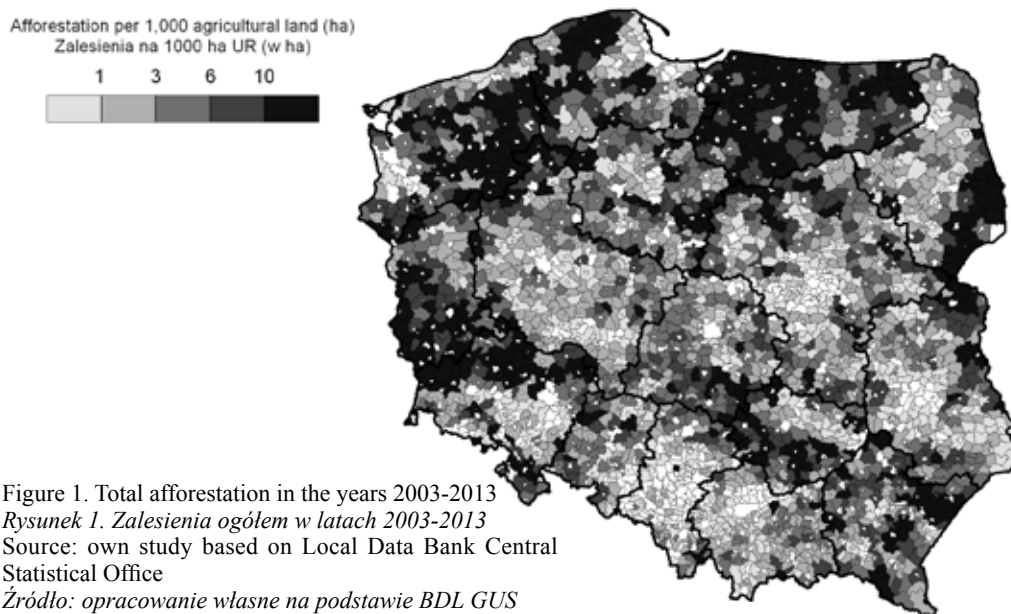 Afforestation per 1,000 agricultural land (ha)
Zalesienia na 1000 ha UR (w ha)
1 3 6 10
Figure 1. Total afforestation in the years 2003-2013
Rysunek 1. Zalesienia ogółem w latach 2003-2013
Source: own study based on Local Data Bank Central
Statistical Office
Źródło: opracowanie własne na podstawie BDL GUS